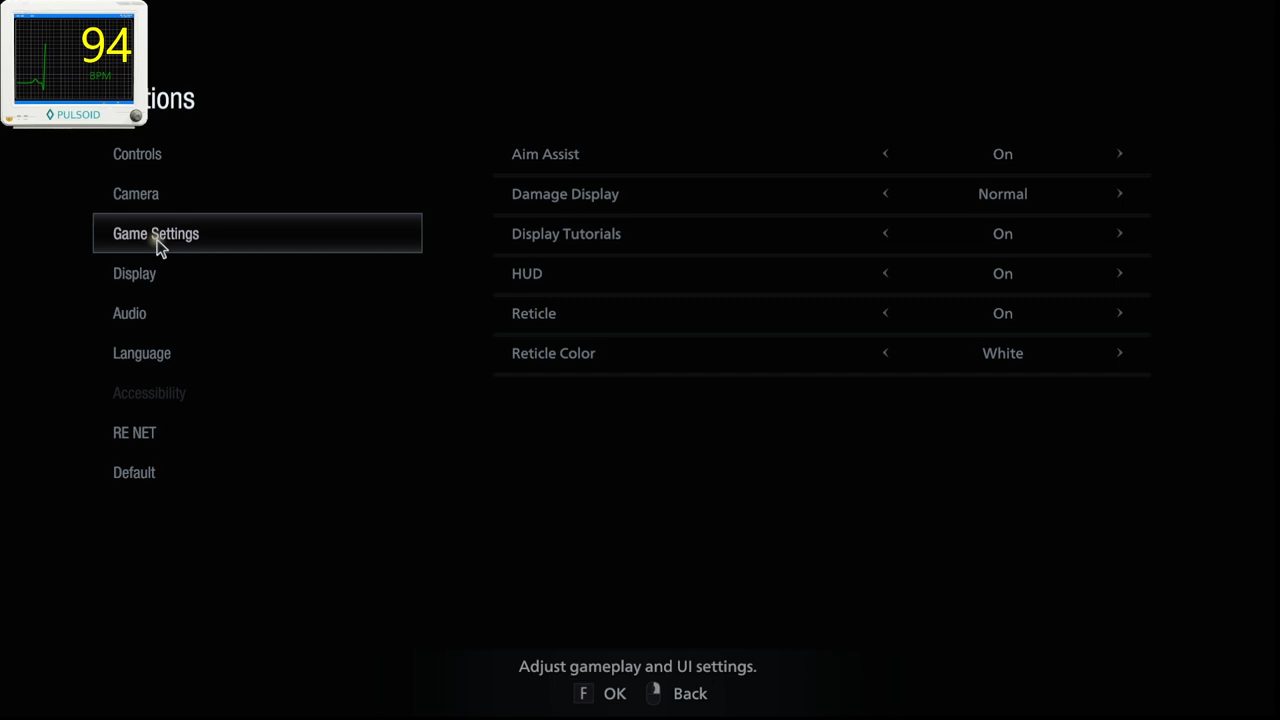 94
BPM
PULSOID
tions
Controls
Camera
Game Settings
Display
Audio
Language
Accessibility
RE NET
Default
Aim Assist On
Damage Display Normal
Display Tutorials On
HUD On
Reticle On
Reticle Color White
Adjust gameplay and UI settings.
F OK Back